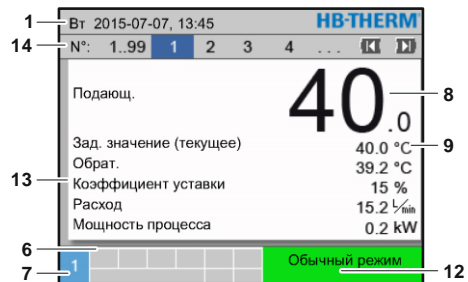 1 Вт 2015-07-07, 13:45 HB-THERM
14 N°: 1..99 1 2 3 4 ...
Подающ. 40.0 8
Зад. значение (текущее) 40.0 °C 9
Обрат. 39.2 °C
13 Коэффициент уставки 15 %
Расход 15.2 L/min
Мощность процесса 0.2 kW
6
7 1 Обычный режим 12